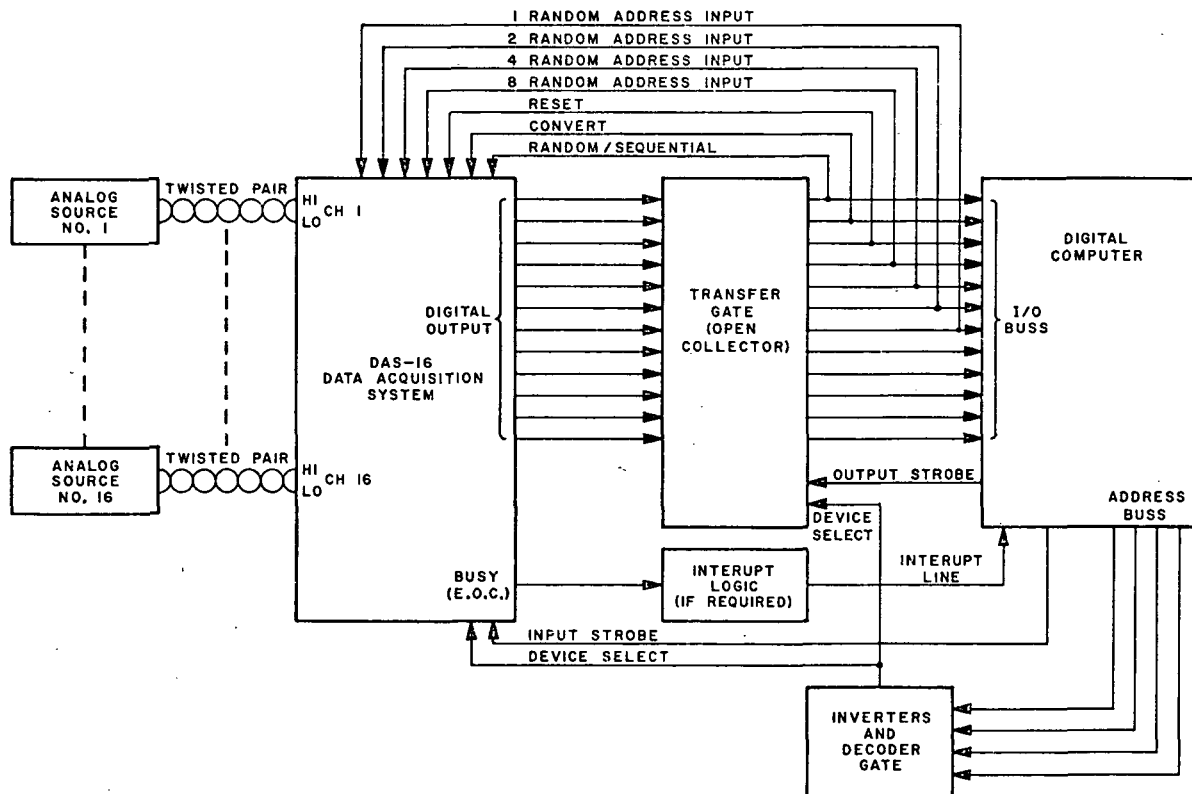 1 RANDOM ADDRESS INPUT
2 RANDOM ADDRESS INPUT
4 RANDOM ADDRESS INPUT
8 RANDOM ADDRESS INPUT
RESET
CONVERT
RANDOM/SEQUENTIAL
ANALOG
SOURCE
NO. 1
TWISTED PAIR
HI
LO
CH 1
DIGITAL
OUTPUT
DAS-16
DATA ACQUISITION
SYSTEM
TRANSFER
GATE
(OPEN
COLLECTOR)
DIGITAL
COMPUTER
I/O
BUSS
ANALOG
SOURCE
NO. 16
TWISTED PAIR
HI
LO
CH 16
OUTPUT STROBE
DEVICE
SELECT
ADDRESS
BUSS
BUSY
(E.O.C.)
INTERUPT
LOGIC
(IF REQUIRED)
INTERUPT
LINE
INPUT STROBE
DEVICE SELECT
INVERTERS
AND
DECODER
GATE